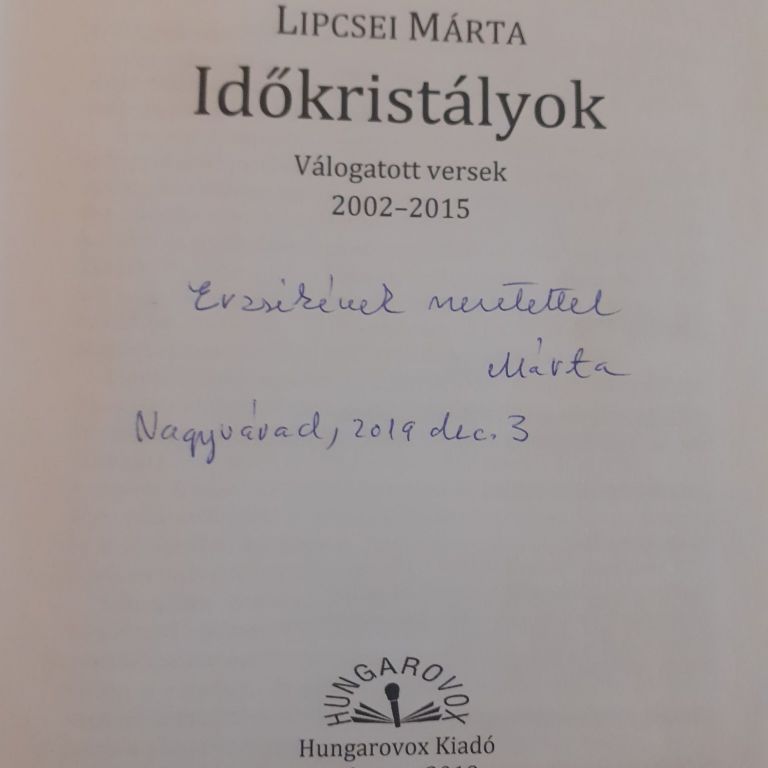 LIPCSEI MÁRTA
Időkristályok
Válogatott versek
2002–2015
Erzsikének szeretettel
Márta
Nagyvárad, 2019 dec. 3
HUNGAROVOX
Hungarovox Kiadó